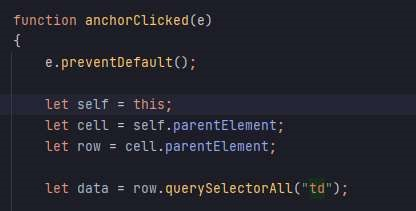 function anchorClicked(e)
{
    e.preventDefault();
    let self = this;
    let cell = self.parentElement;
    let row = cell.parentElement;
    let data = row.querySelectorAll("td");